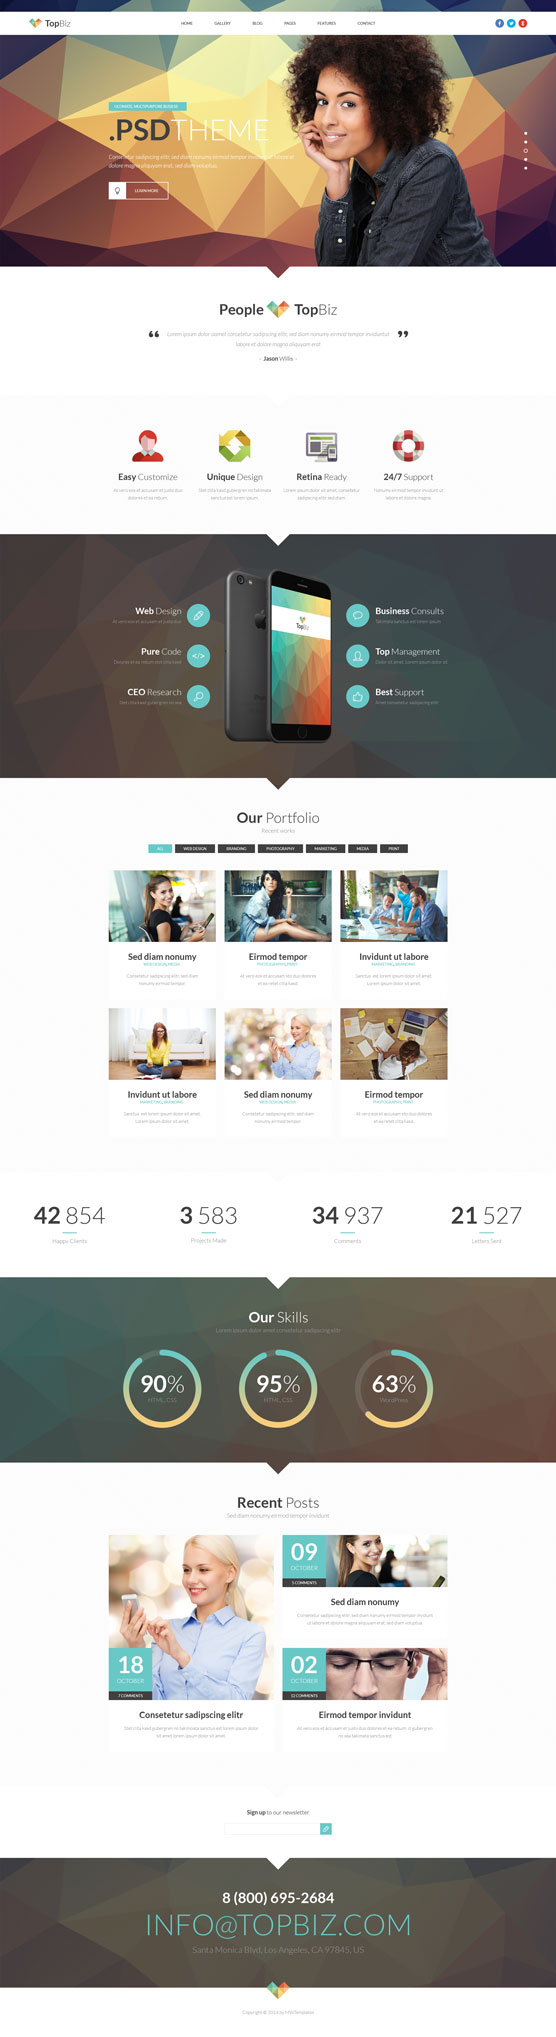 TopBiz
HOME GALLERY BLOG PAGES FEATURES CONTACT
ULTIMATE, MULTIPURPOSE BUSINESS
.PSDTHEME
Consetetur sadipscing elitr, sed diam nonumy eirmod tempor invidunt ut labore et
dolore magna aliquyam erat, sed diam voluptua.
LEARN MORE
People TopBiz
Lorem ipsum dolor siamet consetetur sadipscing elits, sed diam nonumy eirmod tempor inviduntut
labore et dolore magna aliquyam erat
- Jason Willis -
Easy Customize
At vero eos et accusam et justo duo
dolores et ea rebum.
Unique Design
Stet clita kasd gubergren no takimata
sanctus est lorem ipsum.
Retina Ready
Lorem ipsum dolor sit amet, consetetur
sadipscing elitr, sed diam
24/7 Support
Nonumy eirmod tempor invidunt ut
labore et dolore magna.
Web Design
At vero eos et accusam et justo duo
Pure Code
Dolores et ea rebum stet clita kasd
CEO Research
Stet clita kasd gubergren no sea
TopBiz
Business Consults
Takimata sanctus est lorem ipsum
Top Management
Dolor sit amet, lorem ipsum dolor
Best Support
Amet consetetur sadipscing elitr
Our Portfolio
Recent works
ALL WEB DESIGN BRANDING PHOTOGRAPHY MARKETING MEDIA PRINT
Sed diam nonumy
WEB DESIGN, MEDIA
Consetetur sadipscing elitr, sed diam
nonumy eirmod tempor.
Eirmod tempor
PHOTOGRAPHY, PRINT
At vero eos et accusam et justo duo dolores
et ea rebum stet clita kasd.
Invidunt ut labore
MARKETING, BRANDING
Sanctus est lorem ipsum dolor sit amet.
Lorem ipsum dolor sit amet.
Invidunt ut labore
MARKETING, BRANDING
Sanctus est lorem ipsum dolor sit amet.
Lorem ipsum dolor sit amet.
Sed diam nonumy
WEB DESIGN, MEDIA
Consetetur sadipscing elitr, sed diam
nonumy eirmod tempor.
Eirmod tempor
PHOTOGRAPHY, PRINT
At vero eos et accusam et justo duo dolores
et ea rebum stet clita kasd.
42 854
Happy Clients
3 583
Projects Made
34 937
Comments
21 527
Letters Sent
Our Skills
Lorem ipsum dolor amet consetetur sadipscing elitr
90%
HTML, CSS
95%
HTML, CSS
63%
WordPress
Recent Posts
Sed diam nonumy eirmod tempor invidunt
18
OCTOBER
7 COMMENTS
Consetetur sadipscing elitr
Stet clita kasd gubergren no takimata sanctus est lorem ipsum dolor
sit amet lorem ipsum dolor sit amet.
09
OCTOBER
5 COMMENTS
Sed diam nonumy
Consetetur sadipscing elitr, sed diam nonumy eirmod tempor invidunt
ut labore et dolore magna aliquyam erat, sed diam voluptua
02
OCTOBER
12 COMMENTS
Eirmod tempor invidunt
At vero eos et accusam et justo duo dolores et ea rebum, no
sea takimata sanctus est.
Sign up to our newsletter
8 (800) 695-2684
INFO@TOPBIZ.COM
Santa Monica Blvd, Los Angeles, CA 97845, US